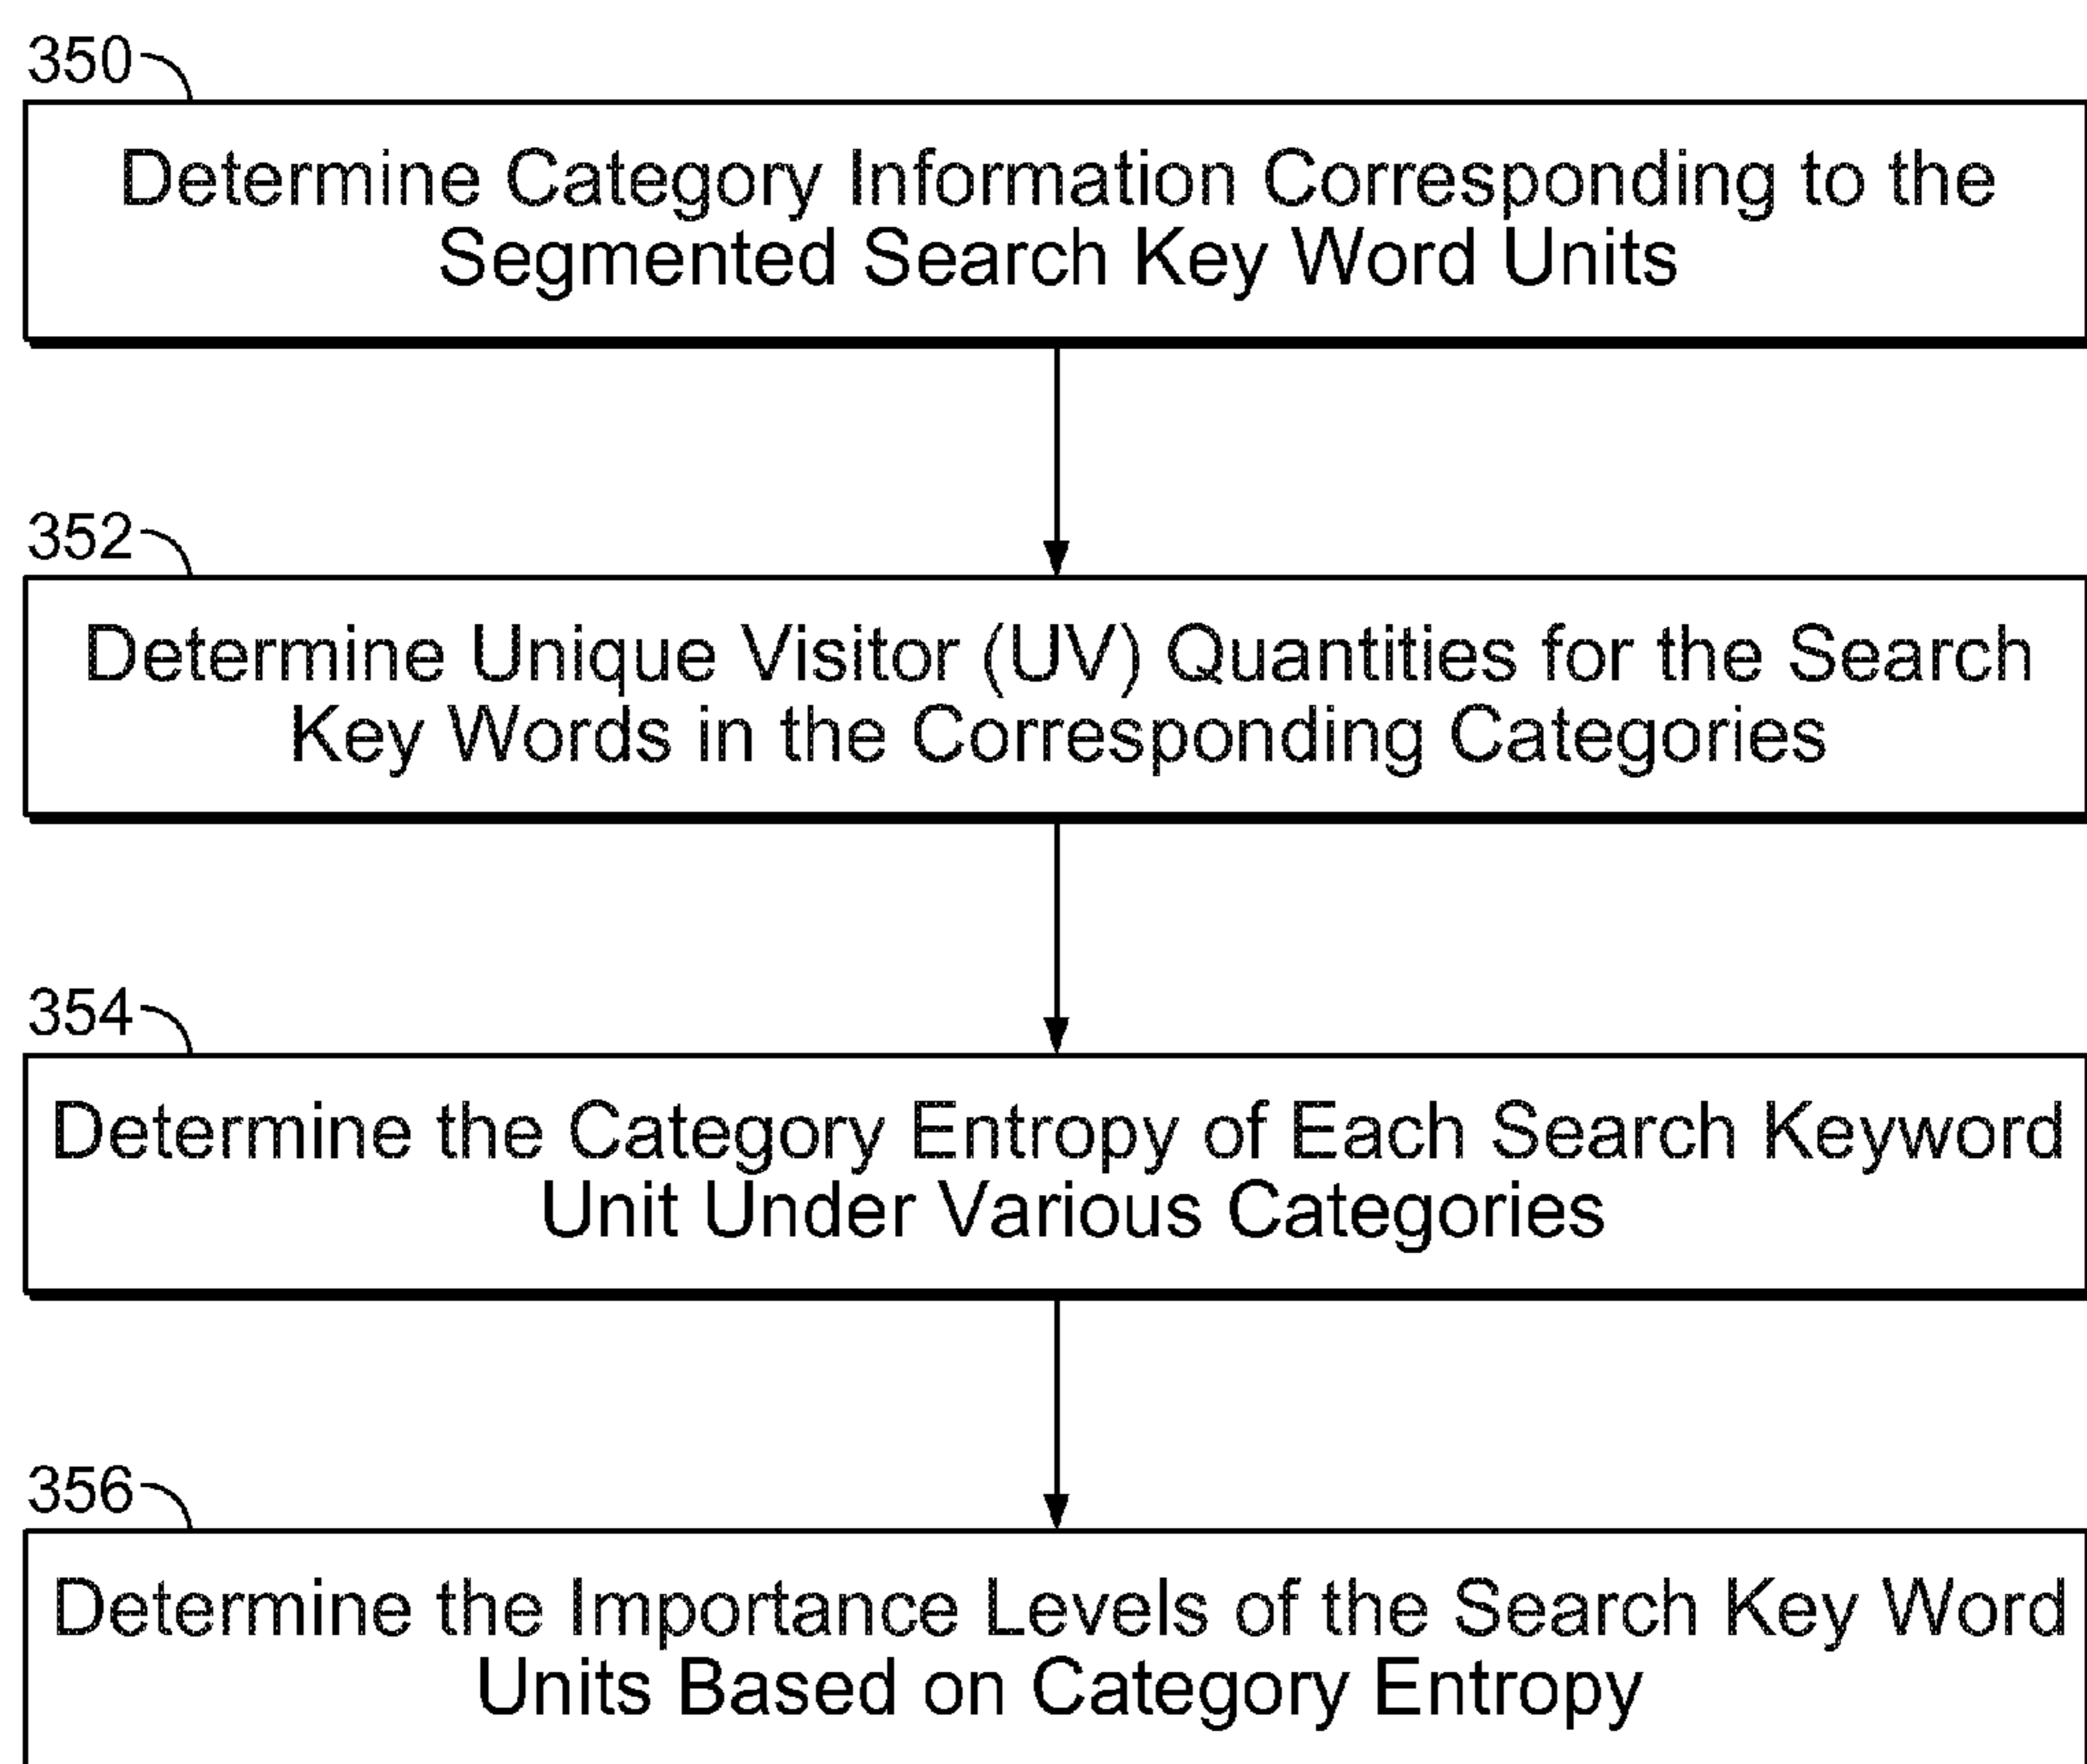 350
Determine Category Information Corresponding to the
Segmented Search Key Word Units
352
Determine Unique Visitor (UV) Quantities for the Search
Key Words in the Corresponding Categories
354
Determine the Category Entropy of Each Search Keyword
Unit Under Various Categories
356
Determine the Importance Levels of the Search Key Word
Units Based on Category Entropy